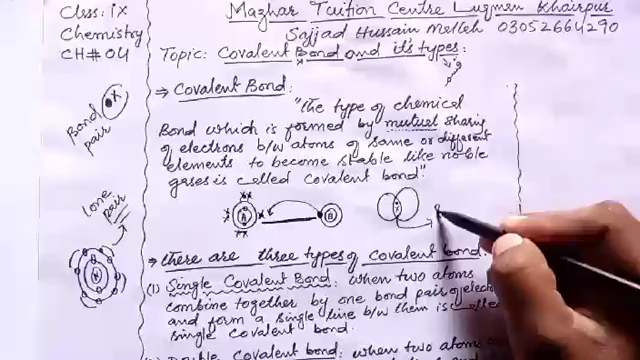 Class: IX
Mazhar Tuition Centre Luqman Khairpur
Chemistry
Sajjad Hussain Melleh 03052664290
CH# 04
Topic: Covalent Bond and its types:
⇒ Covalent Bond:
"The type of chemical
Bond which is formed by mutual sharing
of electrons b/w atoms of same or different
elements to become stable like noble
gases is called covalent bond".
Bond pair
X
lone pair
A
B
N
⇒ there are three types of covalent bond:
(1) Single Covalent Bond: when two atoms
combine together by one bond pair of
and form a single line b/w them is called
single covalent bond.
Double Covalent bond: when two atoms